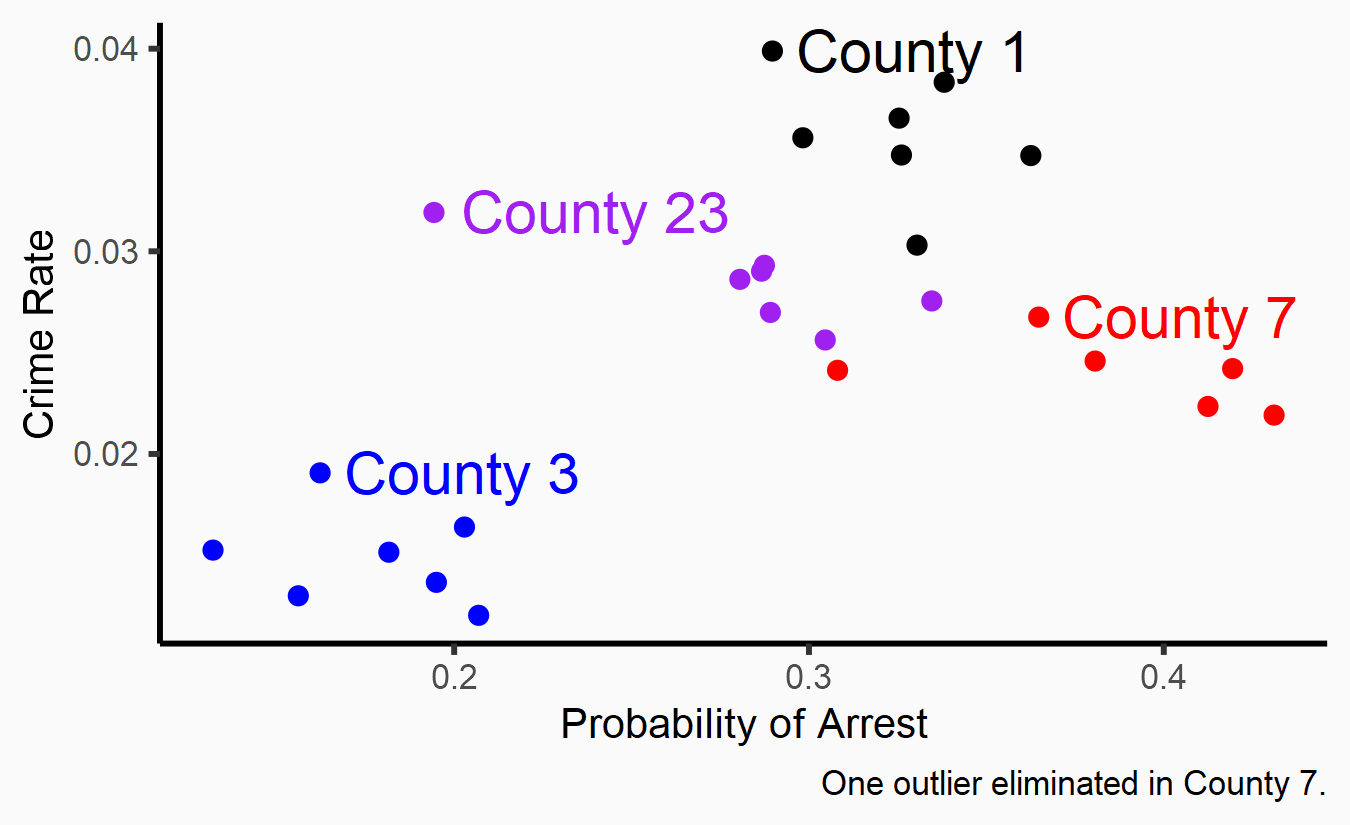 0.04
County 1
County 23
0.03
Crime Rate
County 7
0.02
County 3
0.2
0.3
0.4
Probability of Arrest
One outlier eliminated in County 7.